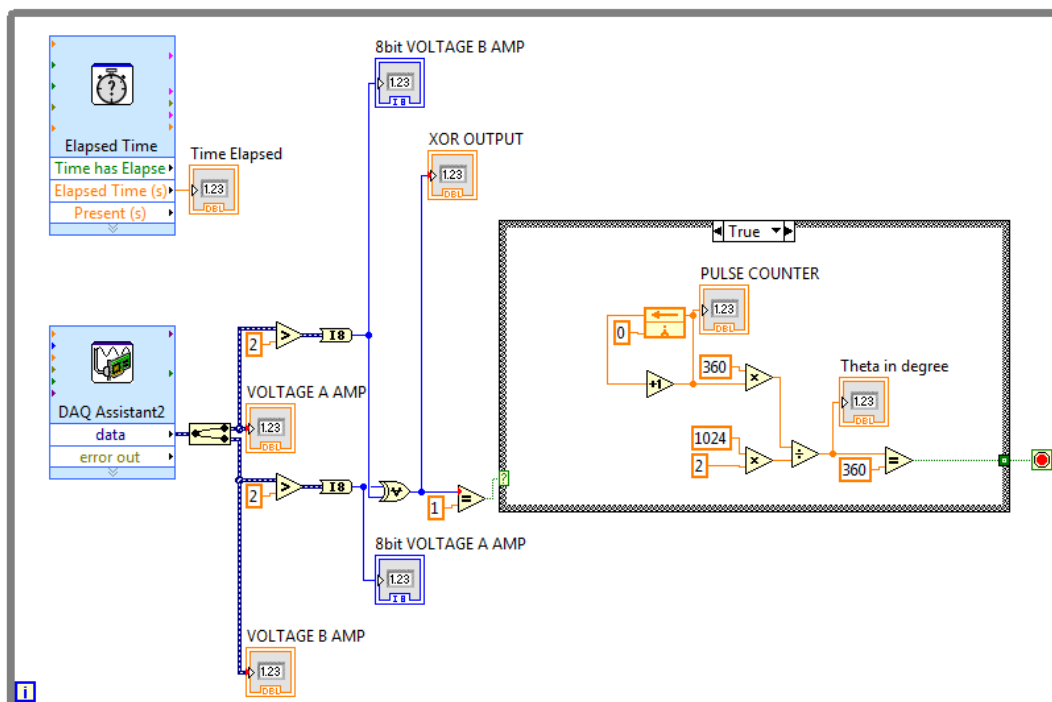 8bit VOLTAGE B AMP
1.23
I8
Elapsed Time
Time has Elapse
Elapsed Time (s)
Present (s)
Time Elapsed
1.23
DBL
XOR OUTPUT
1.23
DBL
True
PULSE COUNTER
1.23
DBL
0
+1
360
x
Theta in degree
1.23
DBL
1024
2
x
÷
360
=
DAQ Assistant2
data
error out
2
>
I8
VOLTAGE A AMP
1.23
DBL
2
>
I8
1
=
?
8bit VOLTAGE A AMP
1.23
I8
VOLTAGE B AMP
1.23
DBL
i